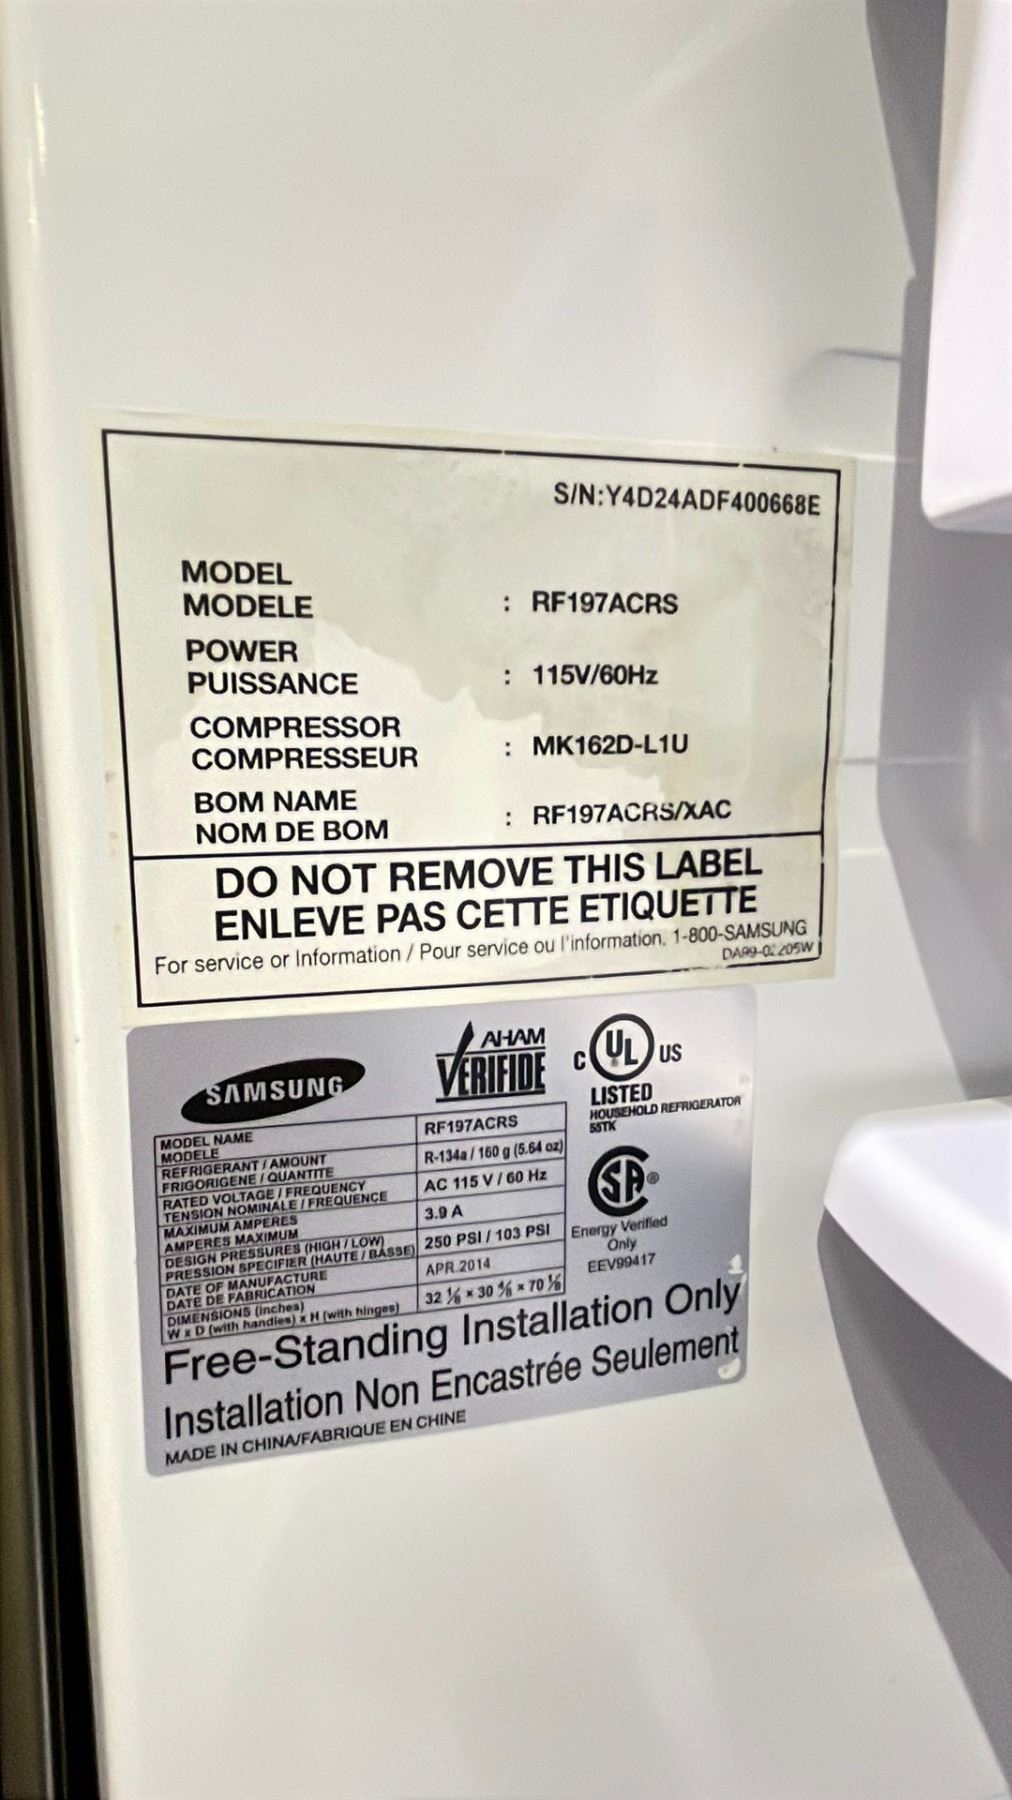 S/N:Y4D24ADF400668E
MODEL
MODELE : RF197ACRS
POWER
PUISSANCE : 115V/60Hz
COMPRESSOR
COMPRESSEUR : MK162D-L1U
BOM NAME
NOM DE BOM : RF197ACRS/XAC
DO NOT REMOVE THIS LABEL
ENLEVE PAS CETTE ETIQUETTE
For service or Information / Pour service ou l'information. 1-800-SAMSUNG
SAMSUNG
AHAM
VERIFIDE
C UL US
LISTED
HOUSEHOLD REFRIGERATOR
55TK
MODEL NAME
MODELE
RF197ACRS
REFRIGERANT / AMOUNT
FRIGORIGENE / QUANTITE
R-134a / 160 g (5.64 oz)
RATED VOLTAGE / FREQUENCY
TENSION NOMINALE / FREQUENCE
AC 115 V / 60 Hz
MAXIMUM AMPERES
AMPERES MAXIMUM
3.9 A
DESIGN PRESSURES (HIGH / LOW)
PRESSION SPECIFIER (HAUTE / BASSE)
250 PSI / 103 PSI
DATE OF MANUFACTURE
DATE DE FABRICATION
APR.2014
DIMENSIONS (inches)
W x D (with handles) x H (with hinges)
SA®
Energy Verified
Only
EEV99417
Free-Standing Installation Only
Installation Non Encastrée Seulement
MADE IN CHINA/FABRIQUE EN CHINE